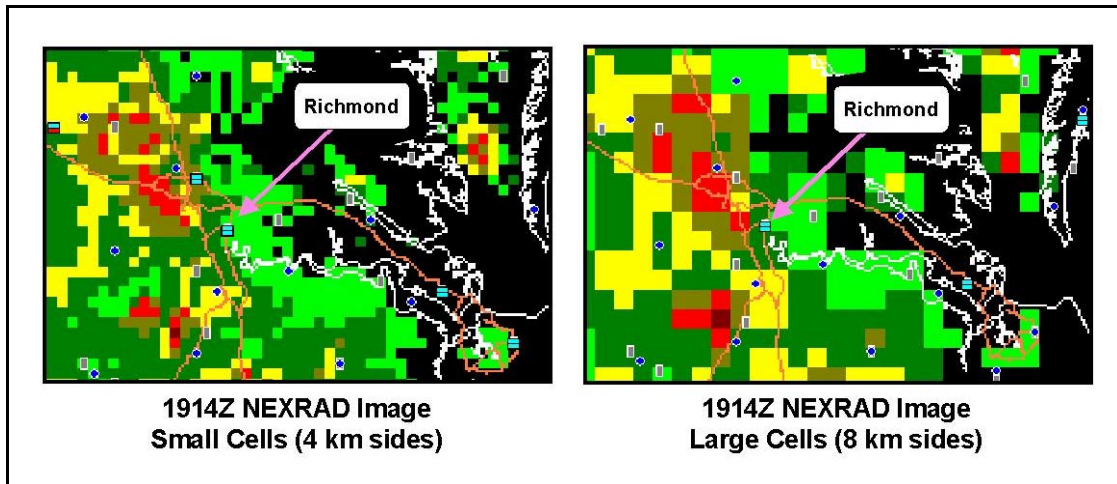 Richmond
Richmond
1914Z NEXRAD Image
Small Cells (4 km sides)
1914Z NEXRAD Image
Large Cells (8 km sides)